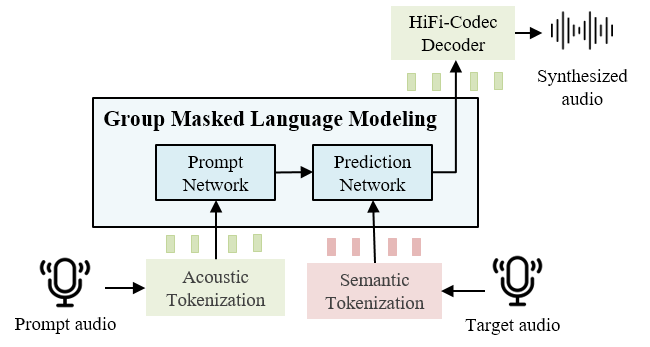 HiFi-Codec
Decoder
Synthesized
audio
Group Masked Language Modeling
Prompt
Network
Prediction
Network
Acoustic
Tokenization
Semantic
Tokenization
Prompt audio
Target audio